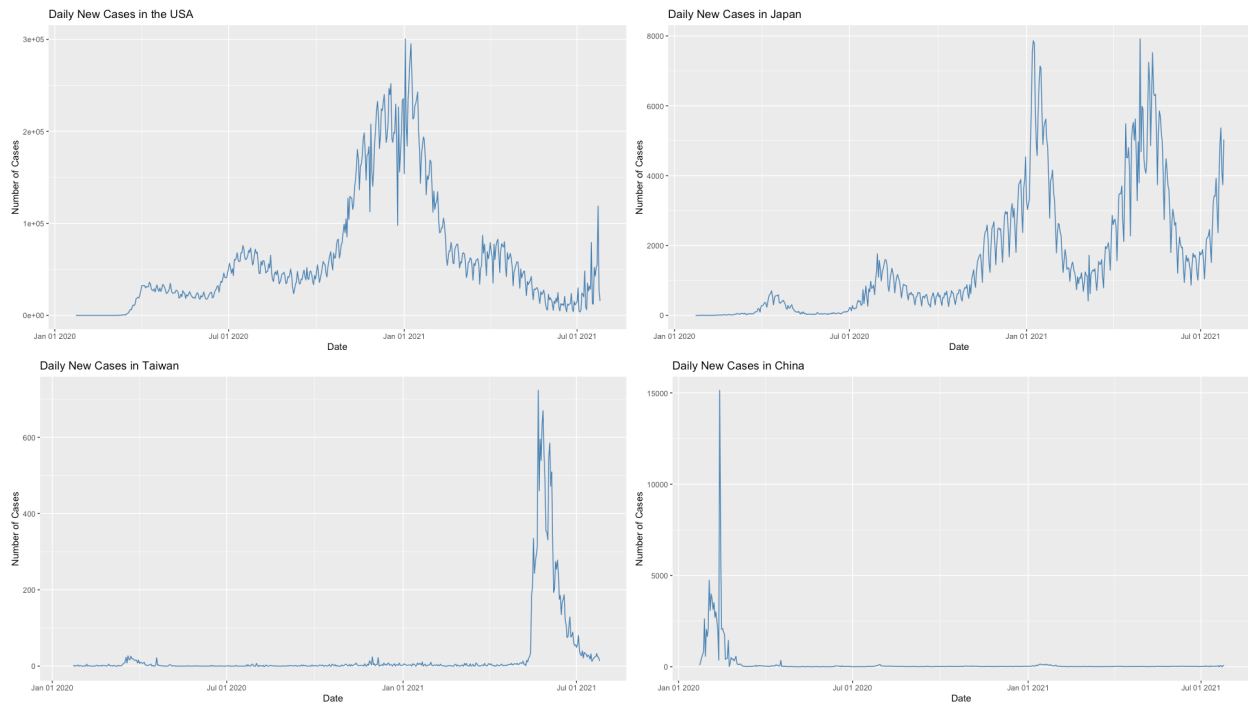 Daily New Cases in the USA
Number of Cases
3e+05
2e+05
1e+05
0e+00
Jan 01 2020
Jul 01 2020
Jan 01 2021
Jul 01 2021
Date
Daily New Cases in Japan
Number of Cases
8000
6000
4000
2000
0
Jan 01 2020
Jul 01 2020
Jan 01 2021
Jul 01 2021
Date
Daily New Cases in Taiwan
Number of Cases
600
400
200
0
Jan 01 2020
Jul 01 2020
Jan 01 2021
Jul 01 2021
Date
Daily New Cases in China
Number of Cases
15000
10000
5000
0
Jan 01 2020
Jul 01 2020
Jan 01 2021
Jul 01 2021
Date